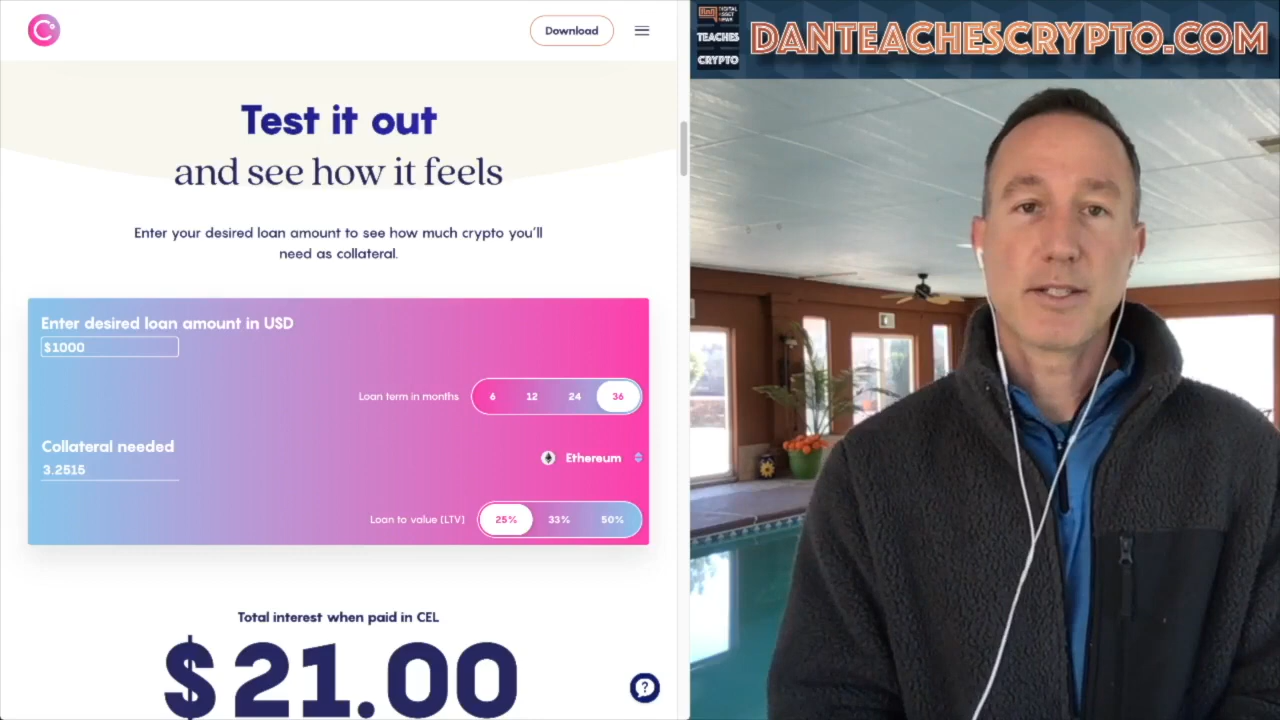 Download
Test it out
and see how it feels
Enter your desired loan amount to see how much crypto you'll
need as collateral.
Enter desired loan amount in USD
$1000
Loan term in months 6 12 24 36
Collateral needed
3.2515
Ethereum
Loan to value [LTV] 25% 33% 50%
Total interest when paid in CEL
$21.00
DIGITAL
ASSET
NEWS
TEACHES
CRYPTO
DANTEACHESCRYPTO.COM